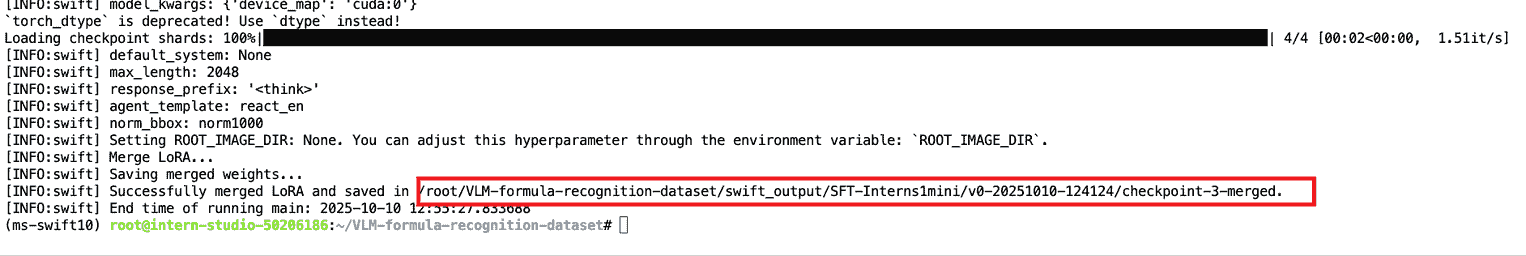 [INFO:swift] model_kwargs: {'device_map': 'cuda:0'}
`torch_dtype` is deprecated! Use `dtype` instead!
Loading checkpoint shards: 100%| | 4/4 [00:02<00:00, 1.51it/s]
[INFO:swift] default_system: None
[INFO:swift] max_length: 2048
[INFO:swift] response_prefix: '<think>'
[INFO:swift] agent_template: react_en
[INFO:swift] norm_bbox: norm1000
[INFO:swift] Setting ROOT_IMAGE_DIR: None. You can adjust this hyperparameter through the environment variable: `ROOT_IMAGE_DIR`.
[INFO:swift] Merge LoRA...
[INFO:swift] Saving merged weights...
[INFO:swift] Successfully merged LoRA and saved in /root/VLM-formula-recognition-dataset/swift_output/SFT-Interns1mini/v0-20251010-124124/checkpoint-3-merged.
[INFO:swift] End time of running main: 2025-10-10 12:55:27.833688
(ms-swift10) root@intern-studio-50206186:~/VLM-formula-recognition-dataset#